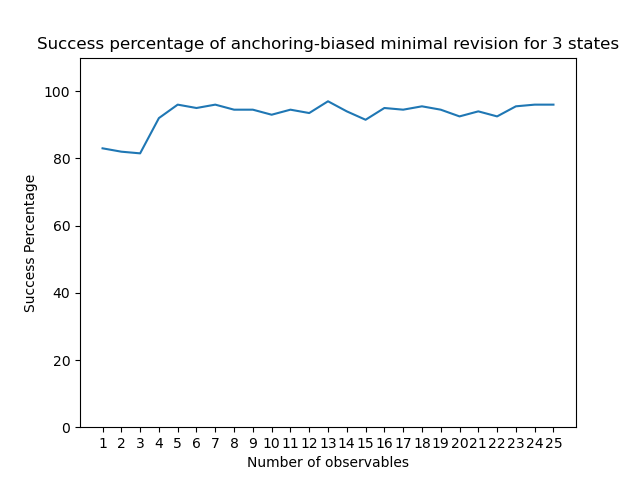 Success percentage of anchoring-biased minimal revision for 3 states
100
80
60
40
20
0
Success Percentage
1 2 3 4 5 6 7 8 9 10 11 12 13 14 15 16 17 18 19 20 21 22 23 24 25
Number of observables